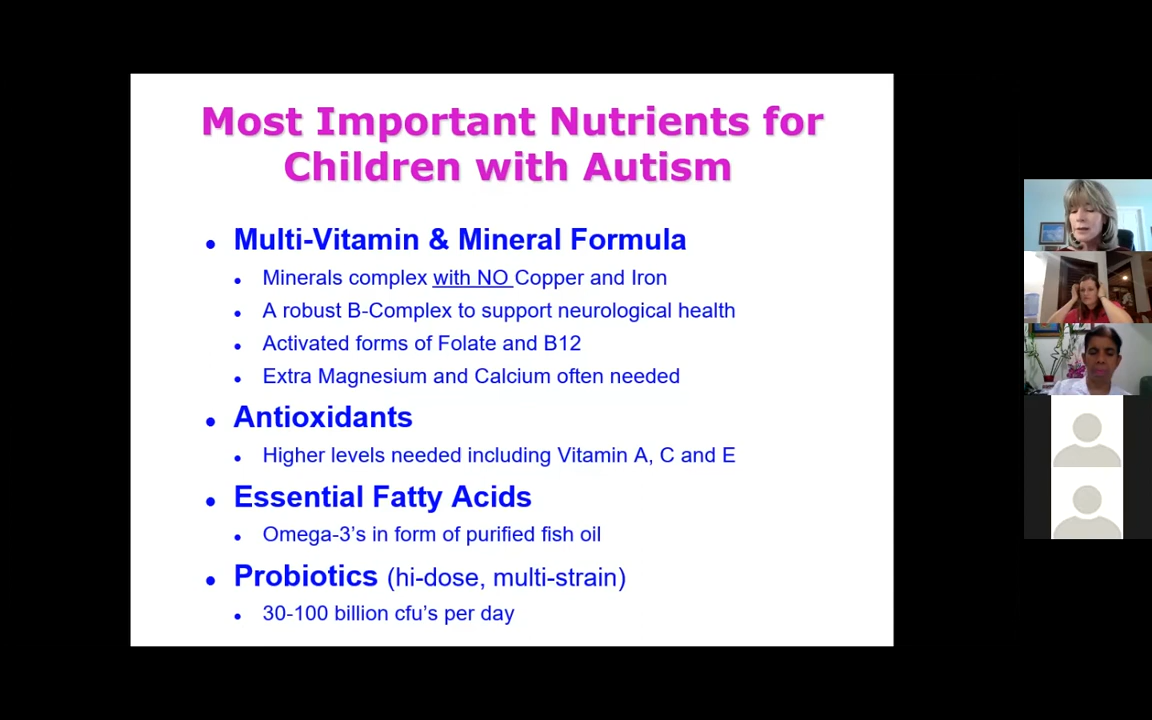 Most Important Nutrients for
Children with Autism
• Multi-Vitamin & Mineral Formula
• Minerals complex with NO Copper and Iron
• A robust B-Complex to support neurological health
• Activated forms of Folate and B12
• Extra Magnesium and Calcium often needed
• Antioxidants
• Higher levels needed including Vitamin A, C and E
• Essential Fatty Acids
• Omega-3’s in form of purified fish oil
• Probiotics (hi-dose, multi-strain)
• 30-100 billion cfu’s per day